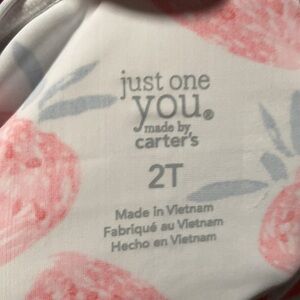 just one
you®
made by
carter's
2T
Made in Vietnam
Fabriqué au Vietnam
Hecho en Vietnam